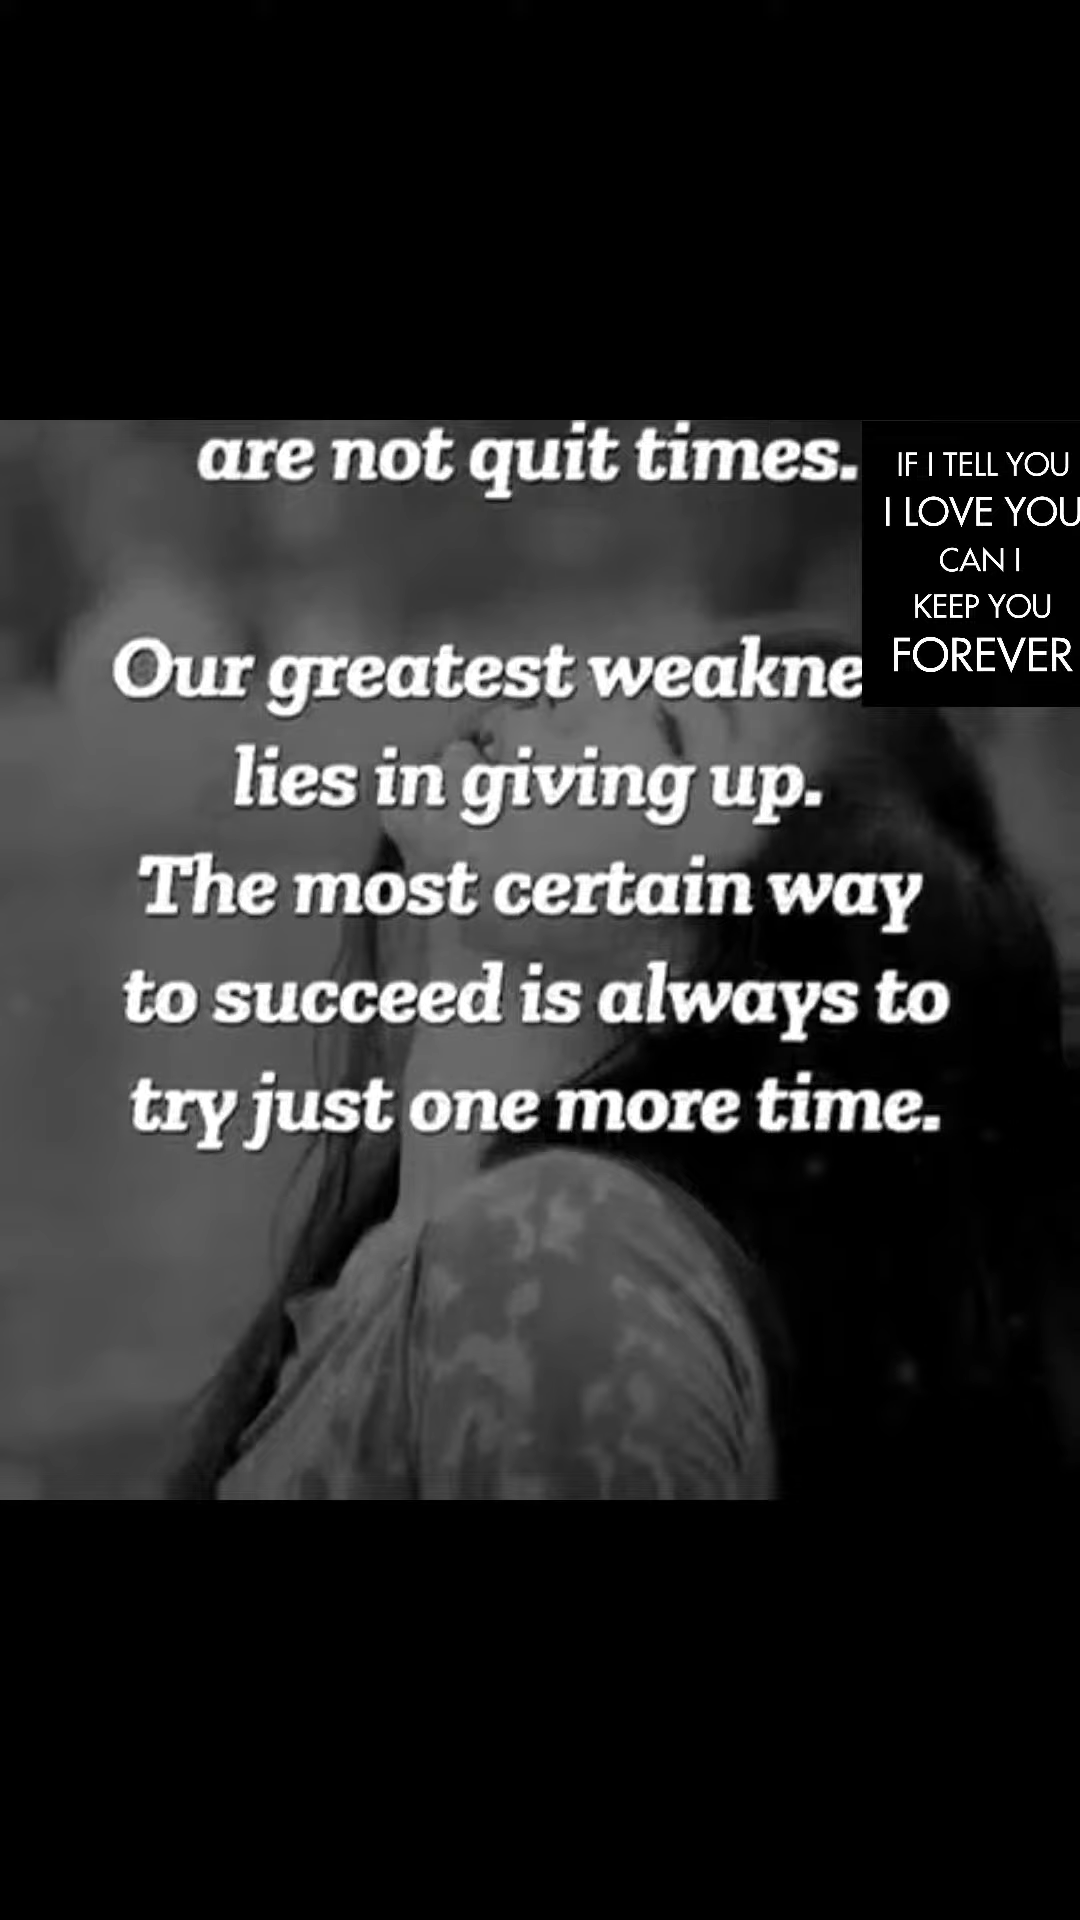 are not quit times.
Our greatest weakne
lies in giving up.
The most certain way
to succeed is always to
try just one more time.
IF I TELL YOU
I LOVE YOU
CAN I
KEEP YOU
FOREVER